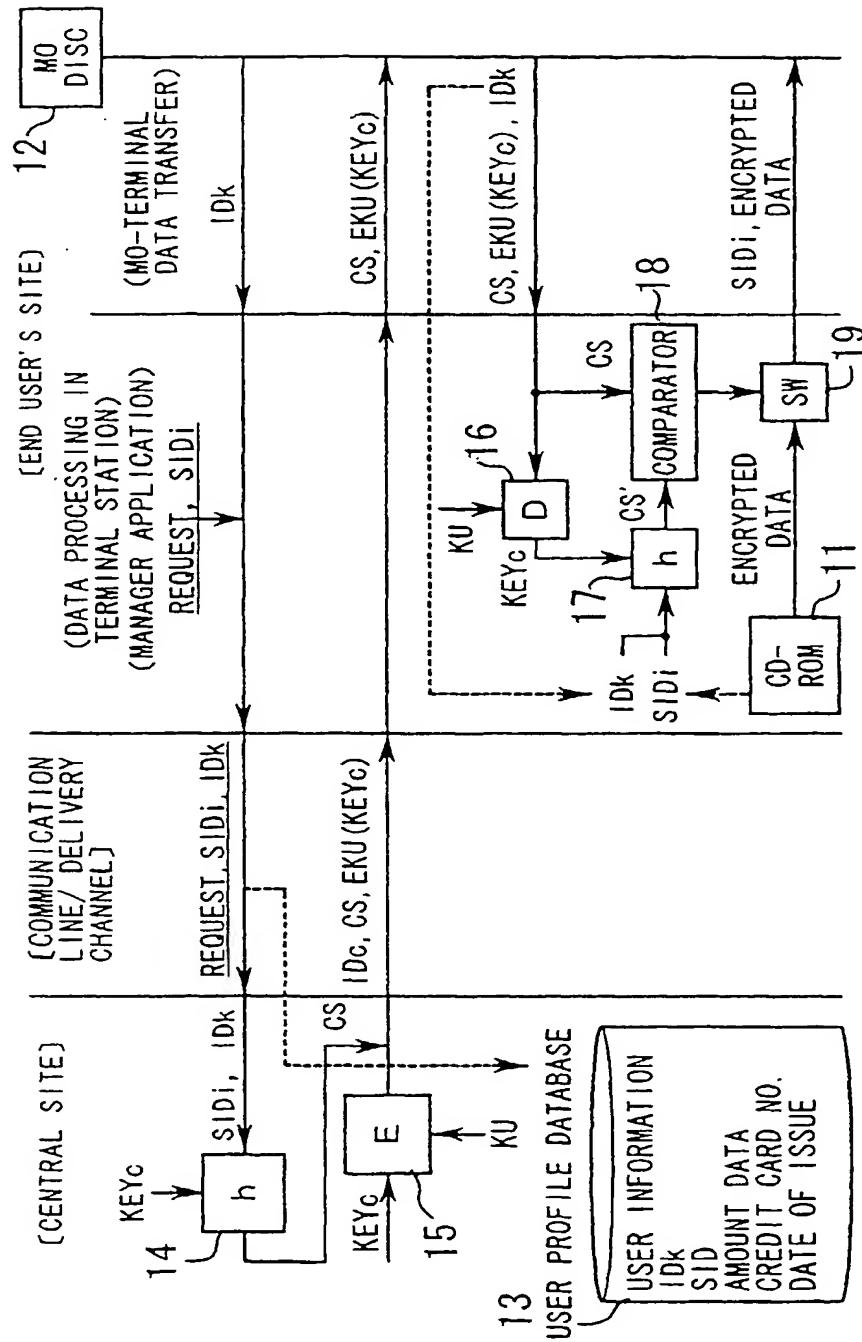 [CENTRAL SITE]
[COMMUNICATION
LINE/ DELIVERY
CHANNEL]
[END USER'S SITE]
(DATA PROCESSING IN
TERMINAL STATION)
(MANAGER APPLICATION)
(MO-TERMINAL
DATA TRANSFER)
MO
DISC
12
IDk
REQUEST, SIDi
REQUEST, SIDi, IDk
SIDi, IDk
KEYc
h
14
CS
KEYc
E
15
KU
IDc, CS, EKU(KEYc)
CS, EKU(KEYc)
CS, EKU(KEYc), IDk
KU
16
D
KEYc
CS
17
h
CS'
COMPARATOR
18
IDk
SIDi
CD-
ROM
11
ENCRYPTED
DATA
SW
19
SIDi, ENCRYPTED
DATA
13
USER PROFILE DATABASE
USER INFORMATION
IDk
SID
AMOUNT DATA
CREDIT CARD NO.
DATE OF ISSUE